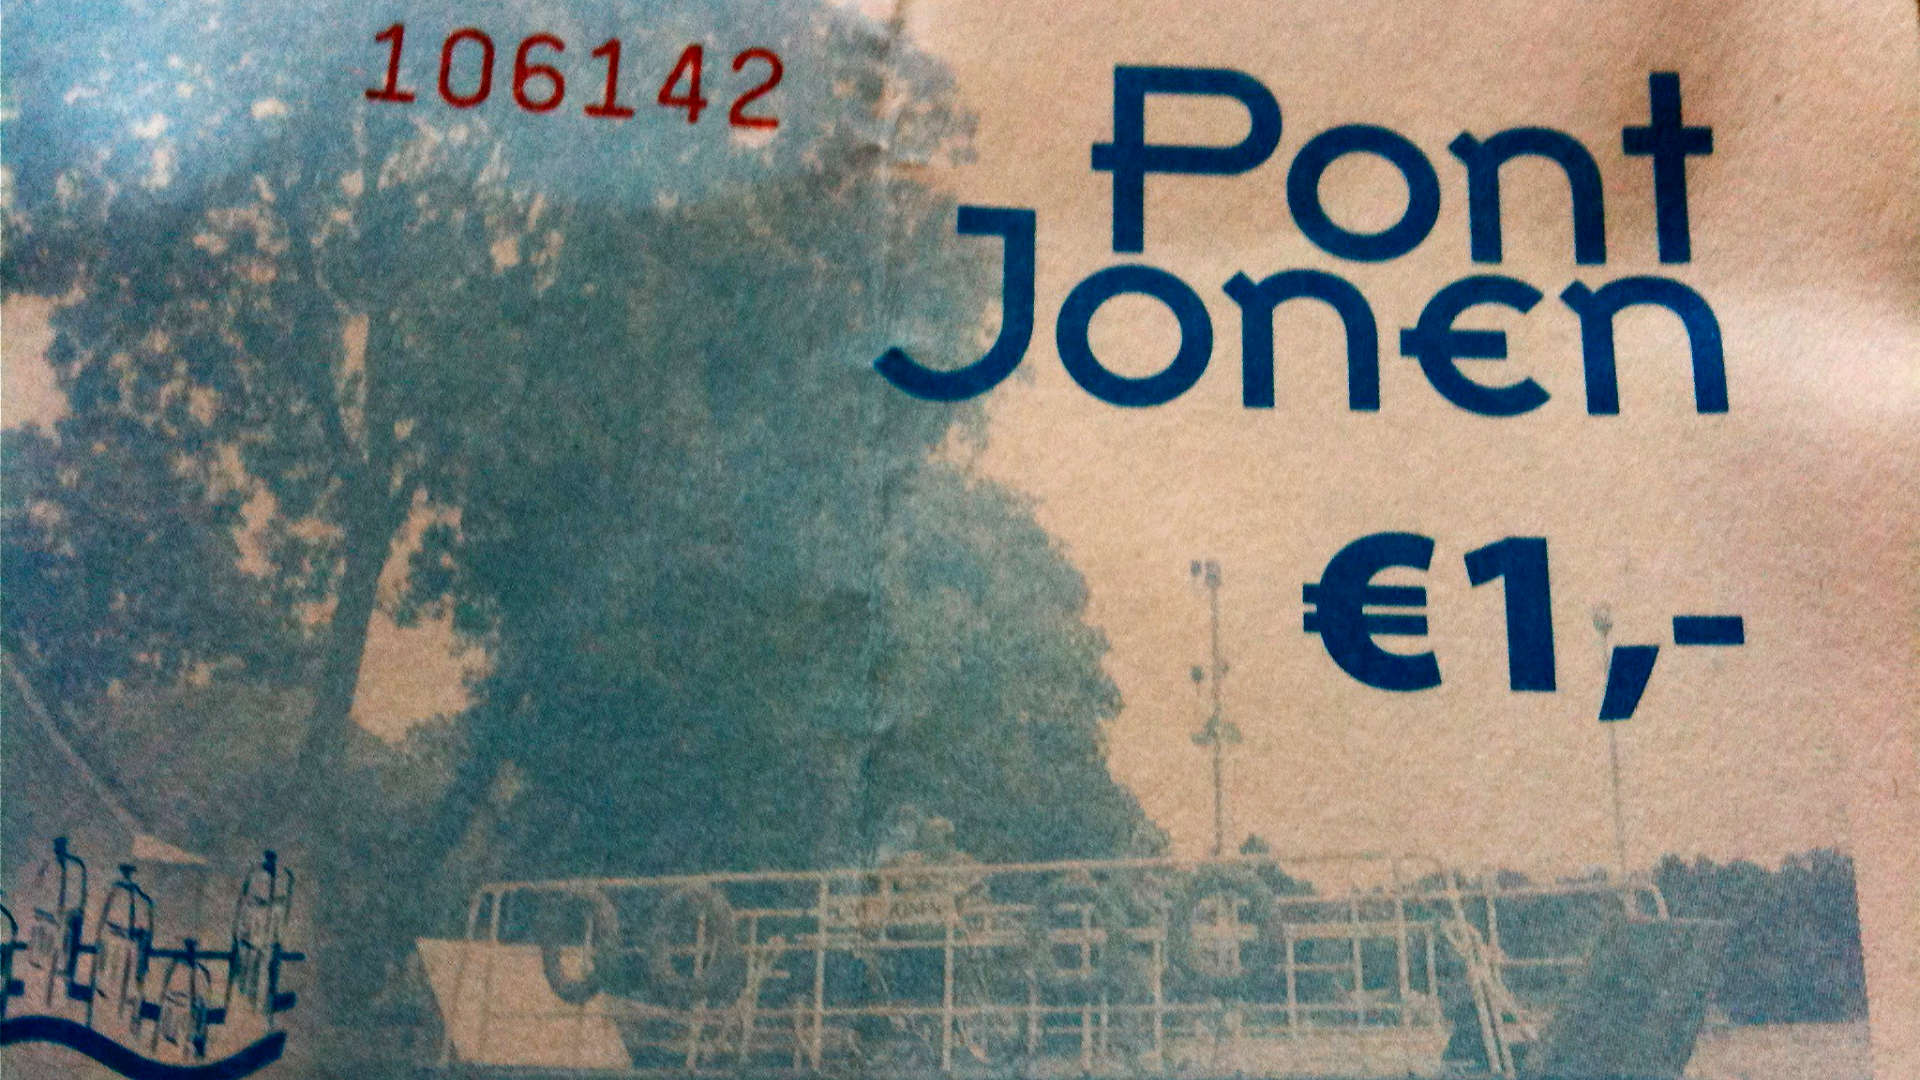 106142
Pont
Jonen
€1,-